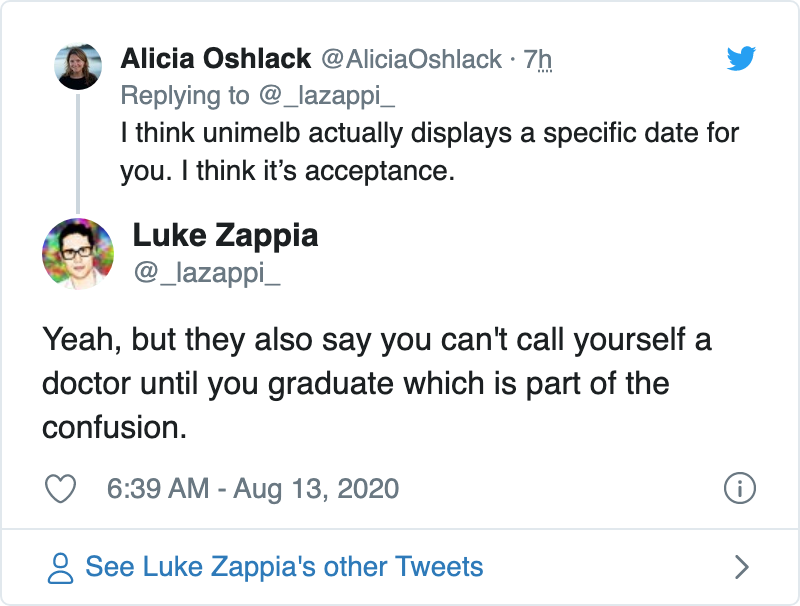 Alicia Oshlack @AliciaOshlack · 7h
Replying to @_lazappi_
I think unimelb actually displays a specific date for
you. I think it’s acceptance.
Luke Zappia
@_lazappi_
Yeah, but they also say you can't call yourself a
doctor until you graduate which is part of the
confusion.
6:39 AM - Aug 13, 2020
See Luke Zappia's other Tweets